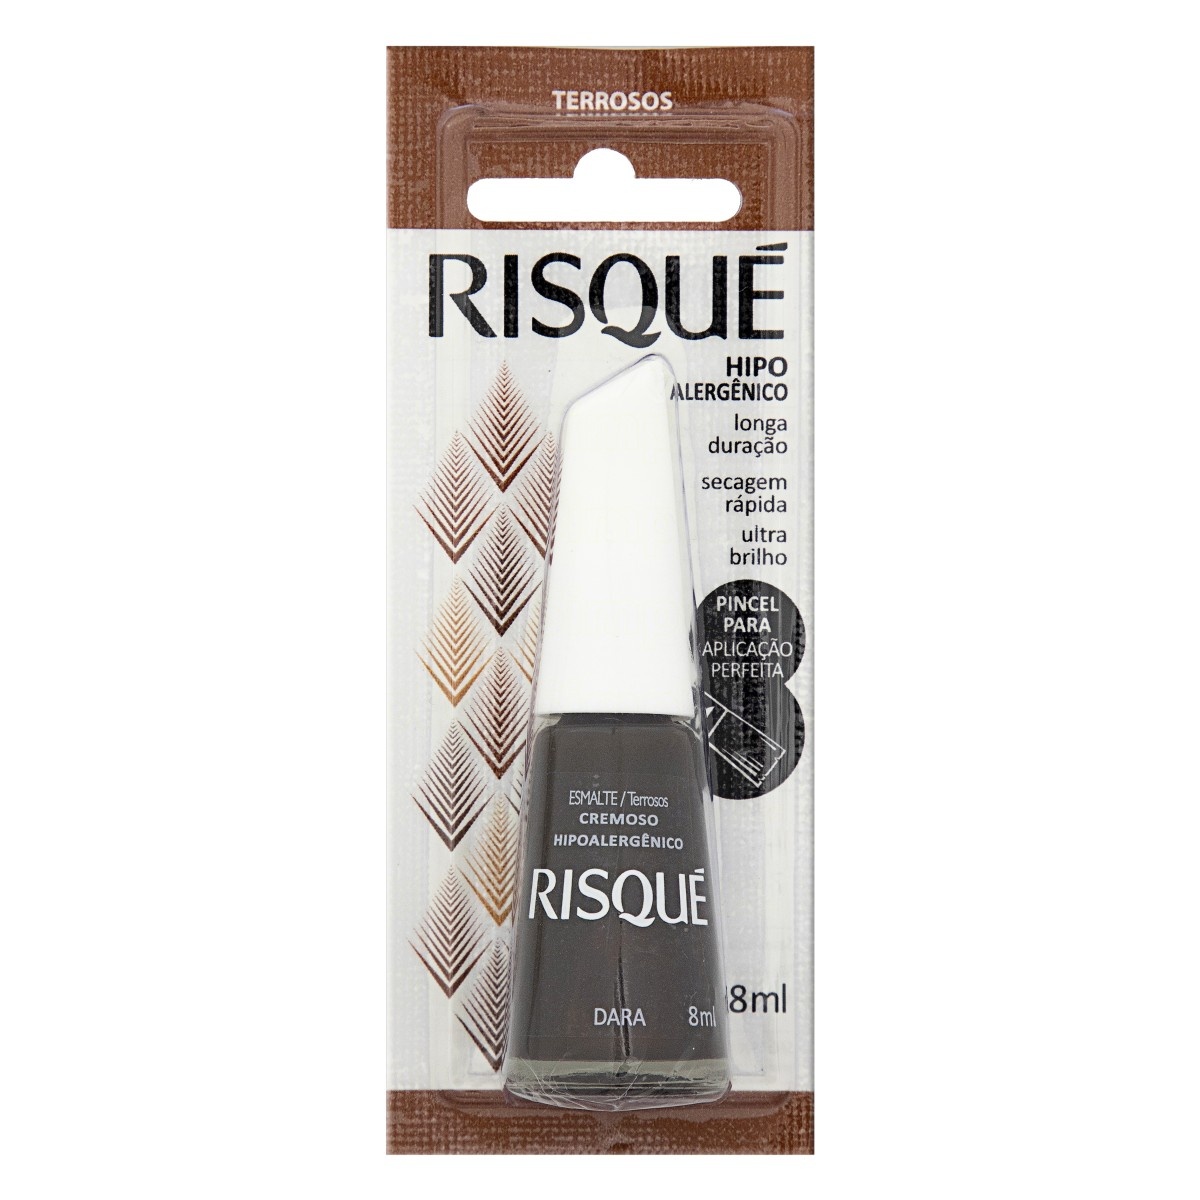 TERROSOS
RISQUÉ
HIPO
ALERGÊNICO
longa
duração
secagem
rápida
ultra
brilho
PINCEL
PARA
APLICAÇÃO
PERFEITA
ESMALTE / Terrosos
CREMOSO
HIPOALERGÊNICO
RISQUÉ
DARA 8ml
8ml